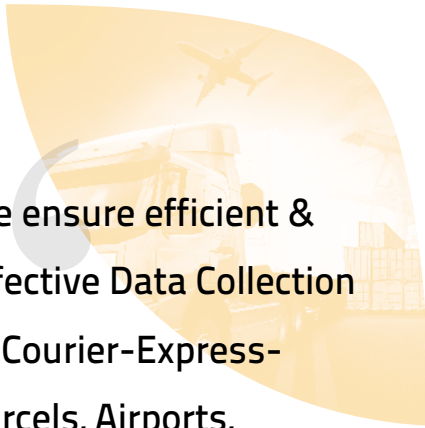 e ensure efficient &
fective Data Collection
Courier-Express-
rcels, Airports,